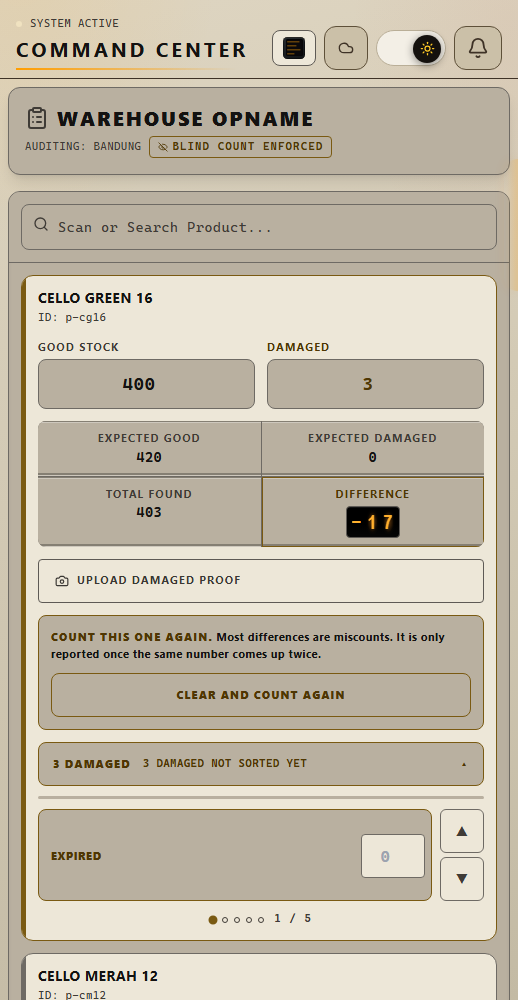 SYSTEM ACTIVE
COMMAND CENTER
WAREHOUSE OPNAME
AUDITING: BANDUNG BLIND COUNT ENFORCED
Scan or Search Product...
CELLO GREEN 16
ID: p-cg16
GOOD STOCK DAMAGED
400 3
EXPECTED GOOD EXPECTED DAMAGED
420 0
TOTAL FOUND DIFFERENCE
403 -17
UPLOAD DAMAGED PROOF
COUNT THIS ONE AGAIN. Most differences are miscounts. It is only
reported once the same number comes up twice.
CLEAR AND COUNT AGAIN
3 DAMAGED 3 DAMAGED NOT SORTED YET
EXPIRED 0
1 / 5
CELLO MERAH 12
ID: p-cm12